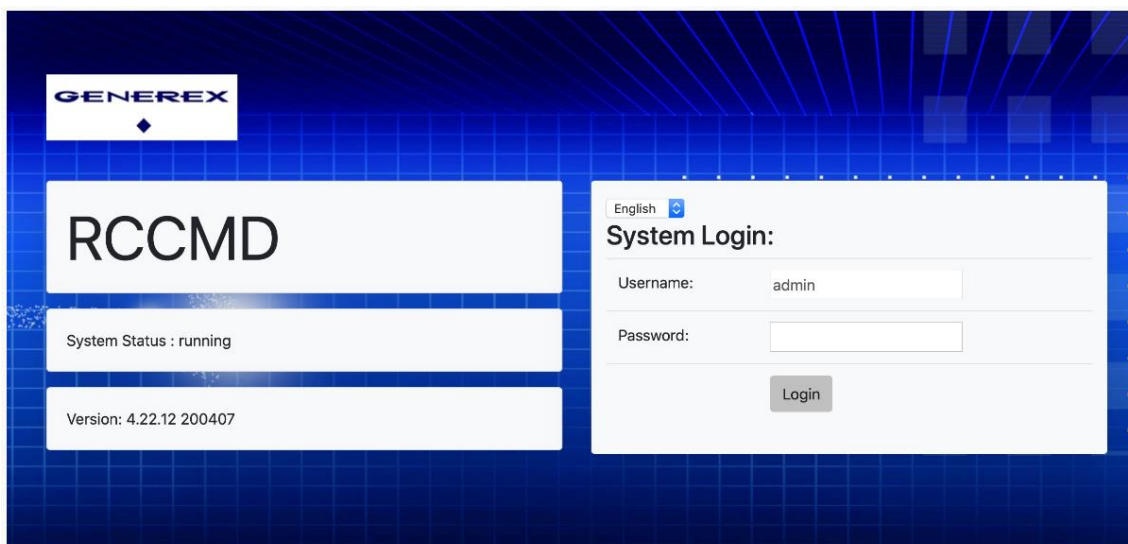 GENEREX
RCCMD
System Status : running
Version: 4.22.12 200407
English
System Login:
Username: admin
Password:
Login